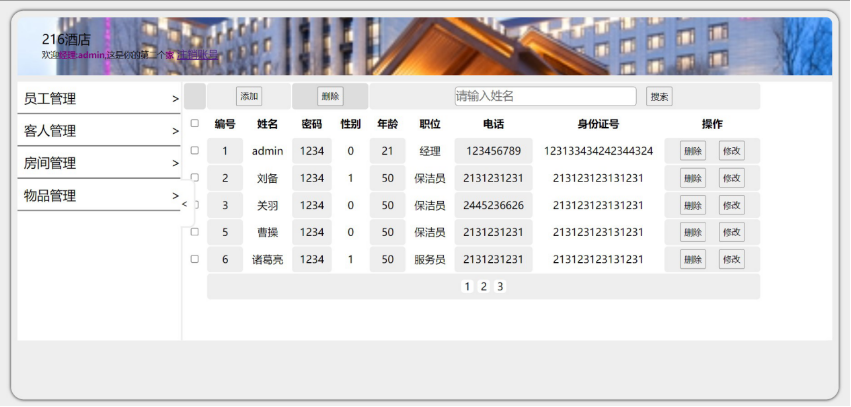 216酒店
欢迎经理:admin,这是你的第二个家
员工管理 >
客人管理 >
房间管理 >
物品管理 >
<
添加 删除 请输入姓名 搜索
编号 姓名 密码 性别 年龄 职位 电话 身份证号 操作
1 admin 1234 0 21 经理 123456789 123133434242344324 删除 修改
2 刘备 1234 1 50 保洁员 2131231231 213123123131231 删除 修改
3 关羽 1234 0 50 保洁员 2445236626 213123123131231 删除 修改
5 曹操 1234 0 50 保洁员 2131231231 213123123131231 删除 修改
6 诸葛亮 1234 1 50 服务员 2131231231 213123123131231 删除 修改
1 2 3